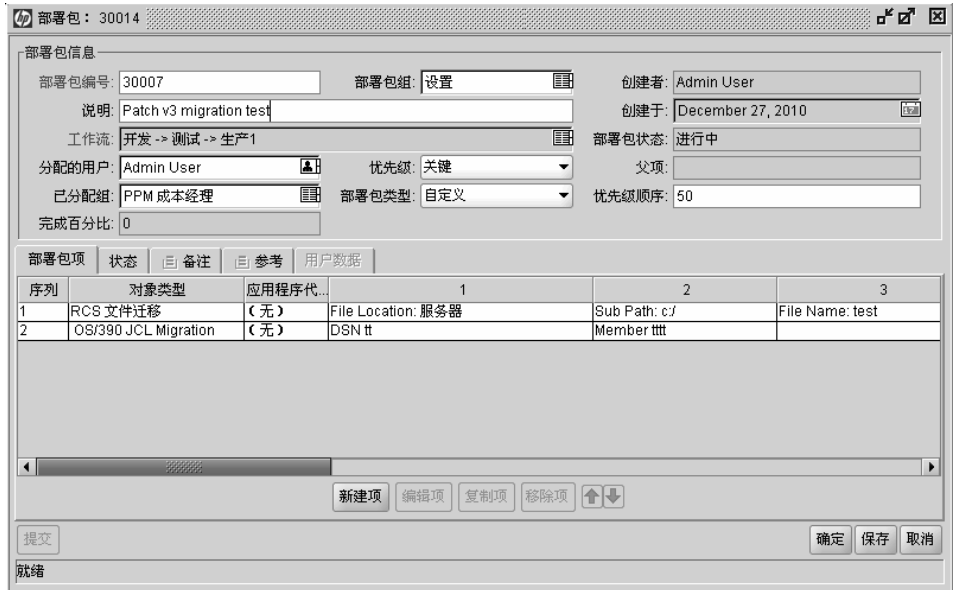 hp 部署包： 30014
部署包信息
部署包编号: 30007 部署包组: 设置 创建者: Admin User
说明: Patch v3 migration test 创建于: December 27, 2010
工作流: 开发 -> 测试 -> 生产1 部署包状态: 进行中
分配的用户: Admin User 优先级: 关键 父项:
已分配组: PPM 成本经理 部署包类型: 自定义 优先级顺序: 50
完成百分比: 0
部署包项 状态 备注 参考 用户数据
序列 对象类型 应用程序代... 1 2 3
1 RCS 文件迁移 (无) File Location: 服务器 Sub Path: c:/ File Name: test
2 OS/390 JCL Migration (无) DSN tt Member tttt
新建项 编辑项 复制项 移除项
提交 确定 保存 取消
就绪